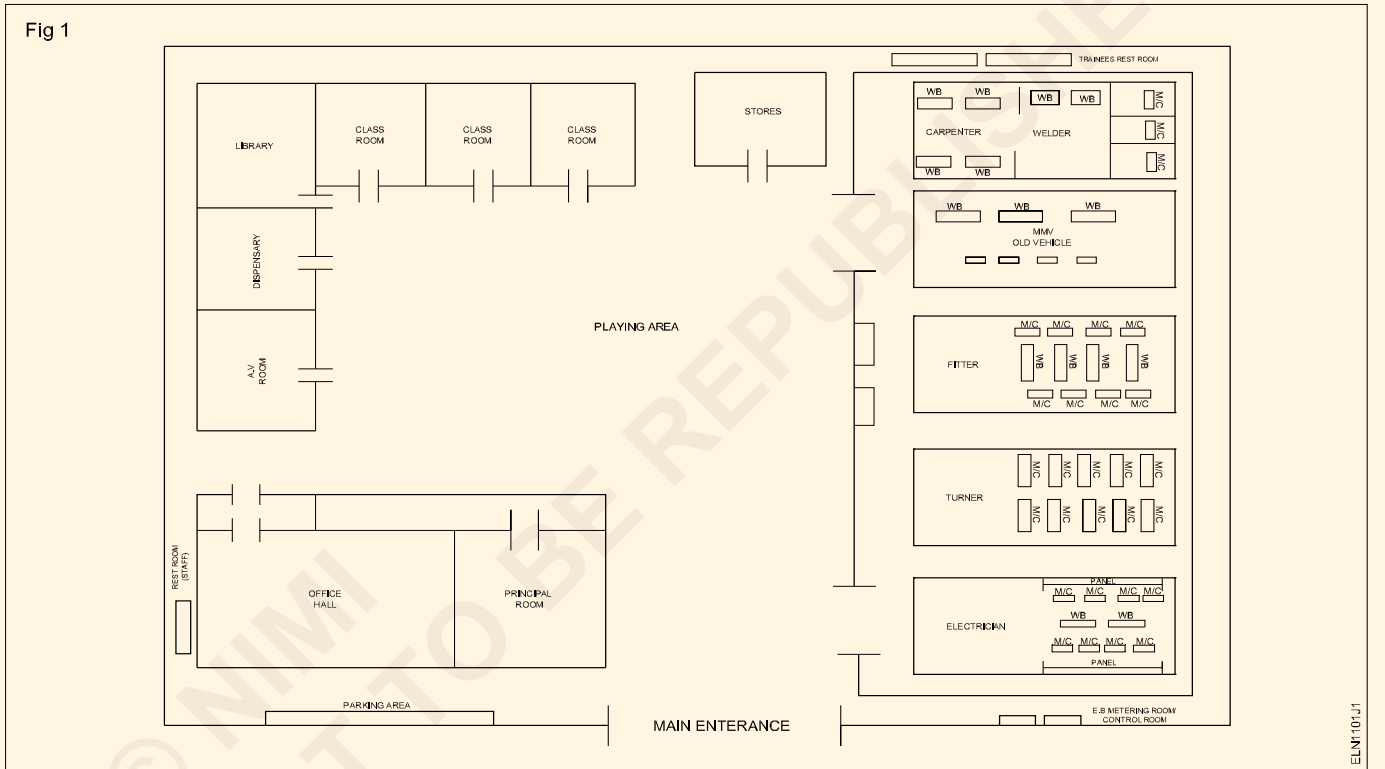 Fig 1
TRAINEES REST ROOM
LIBRARY
CLASS
ROOM
CLASS
ROOM
CLASS
ROOM
STORES
WB
WB
WB
WB
M/C
M/C
M/C
CARPENTER
WELDER
WB
WB
DISPENSARY
WB
WB
WB
MMV
OLD VEHICLE
PLAYING AREA
A.V
ROOM
M/C
M/C
M/C
M/C
FITTER
WB
WB
WB
WB
M/C
M/C
M/C
M/C
TURNER
M/C
M/C
M/C
M/C
M/C
M/C
M/C
M/C
M/C
M/C
REST ROOM
(STAFF)
OFFICE
HALL
PRINCIPAL
ROOM
ELECTRICIAN
PANEL
M/C
M/C
M/C
M/C
WB
WB
M/C
M/C
M/C
M/C
PANEL
PARKING AREA
MAIN ENTERANCE
E.B METERING ROOM/
CONTROL ROOM
ELN1101J1
© NIMI
T TO BE REPUBLISHE